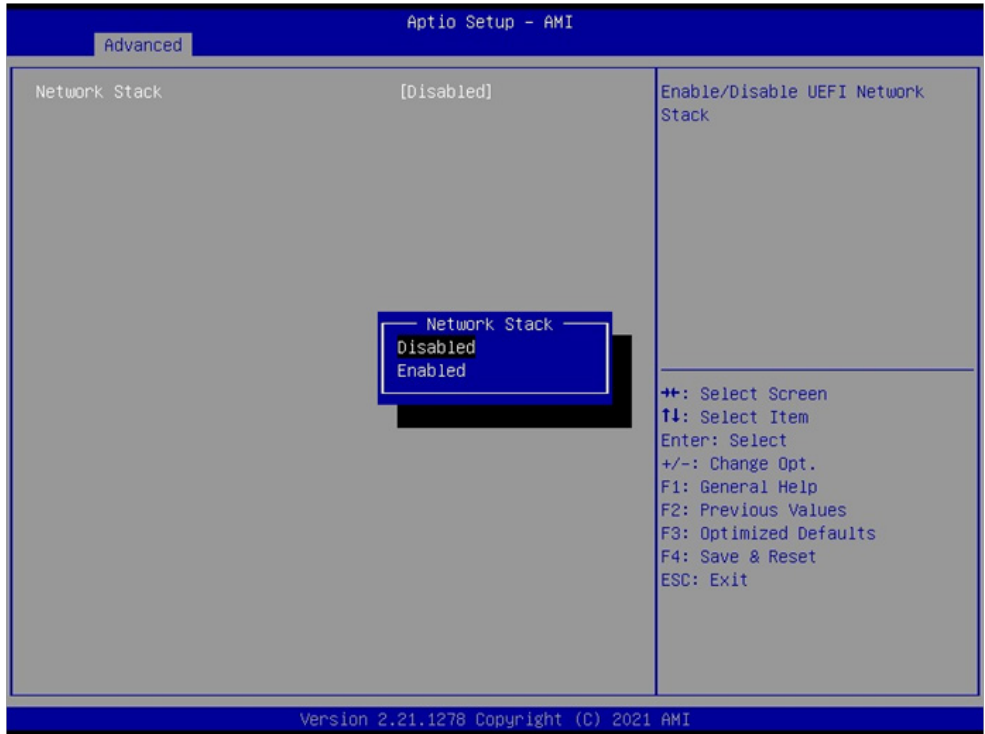 Aptio Setup - AMI
Advanced
Network Stack [Disabled]
Enable/Disable UEFI Network
Stack
Network Stack
Disabled
Enabled
→←: Select Screen
↑↓: Select Item
Enter: Select
+/-: Change Opt.
F1: General Help
F2: Previous Values
F3: Optimized Defaults
F4: Save & Reset
ESC: Exit
Version 2.21.1278 Copyright (C) 2021 AMI